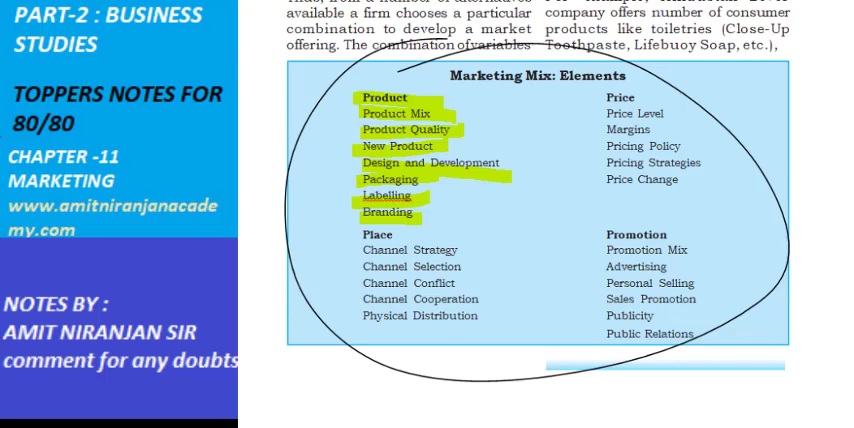 PART-2 : BUSINESS
STUDIES
TOPPERS NOTES FOR
80/80
CHAPTER -11
MARKETING
www.amitniranjanacade
my.com
NOTES BY :
AMIT NIRANJAN SIR
comment for any doubts
available a firm chooses a particular
combination to develop a market
offering. The combination of variables
company offers number of consumer
products like toiletries (Close-Up
Toothpaste, Lifebuoy Soap, etc.),
Marketing Mix: Elements
Product
Product Mix
Product Quality
New Product
Design and Development
Packaging
Labelling
Branding
Price
Price Level
Margins
Pricing Policy
Pricing Strategies
Price Change
Place
Channel Strategy
Channel Selection
Channel Conflict
Channel Cooperation
Physical Distribution
Promotion
Promotion Mix
Advertising
Personal Selling
Sales Promotion
Publicity
Public Relations